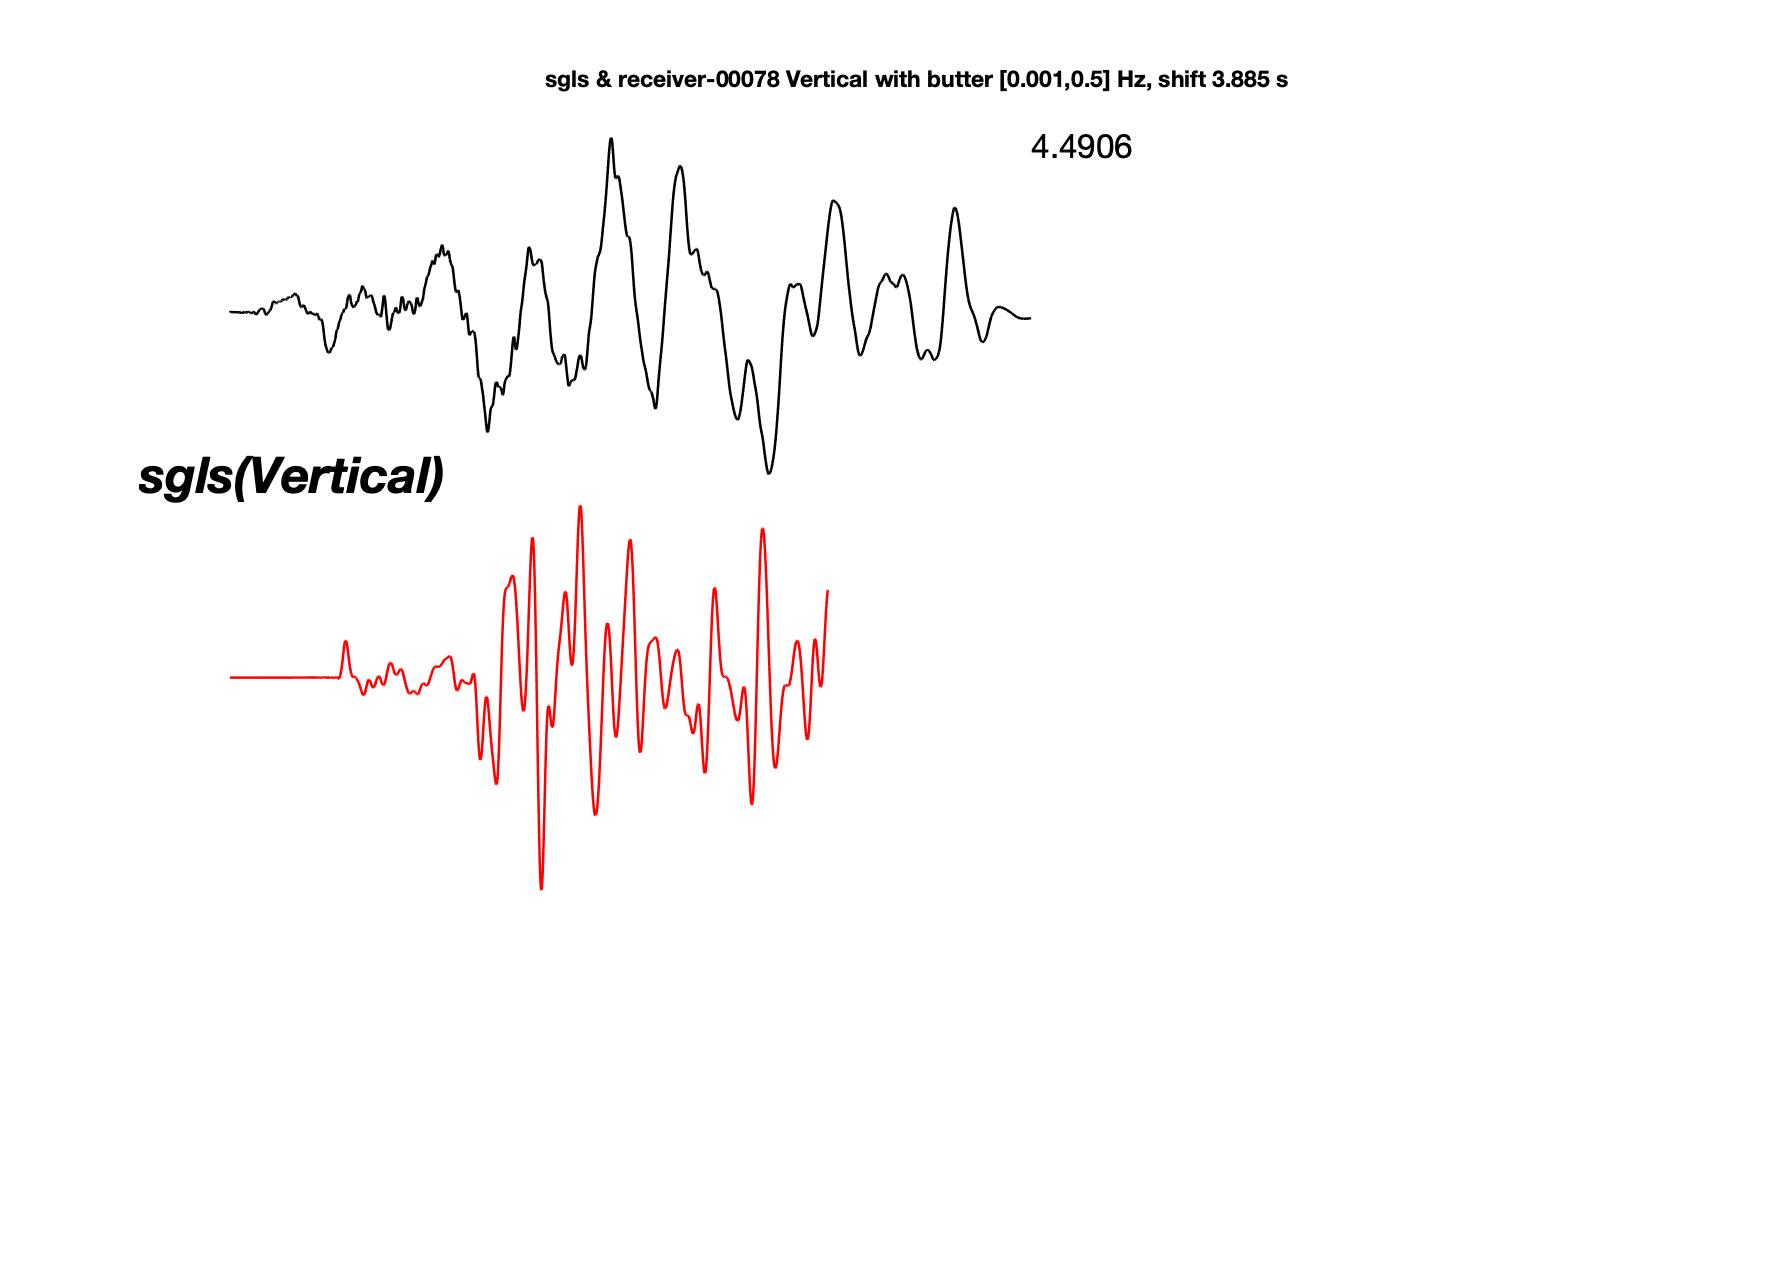 sgls & receiver-00078 Vertical with butter [0.001,0.5] Hz, shift 3.885 s
4.4906
sgls(Vertical)